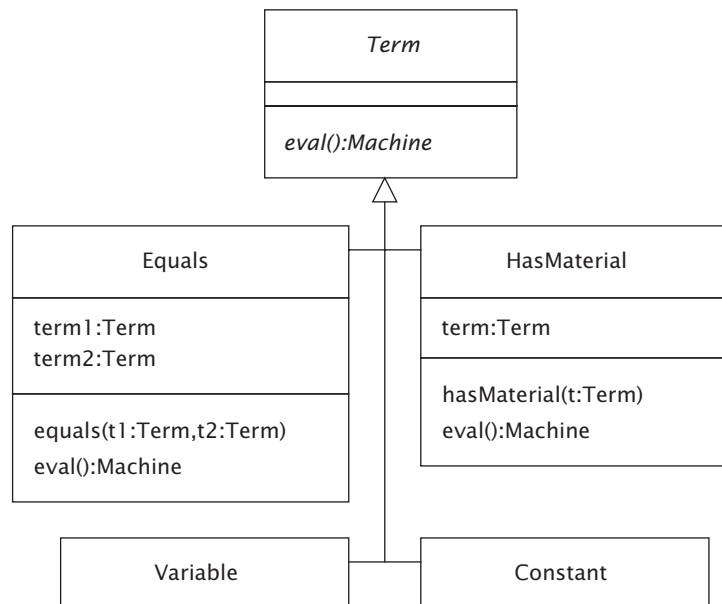 Term
eval():Machine
Equals
term1:Term
term2:Term
equals(t1:Term,t2:Term)
eval():Machine
HasMaterial
term:Term
hasMaterial(t:Term)
eval():Machine
Variable
Constant